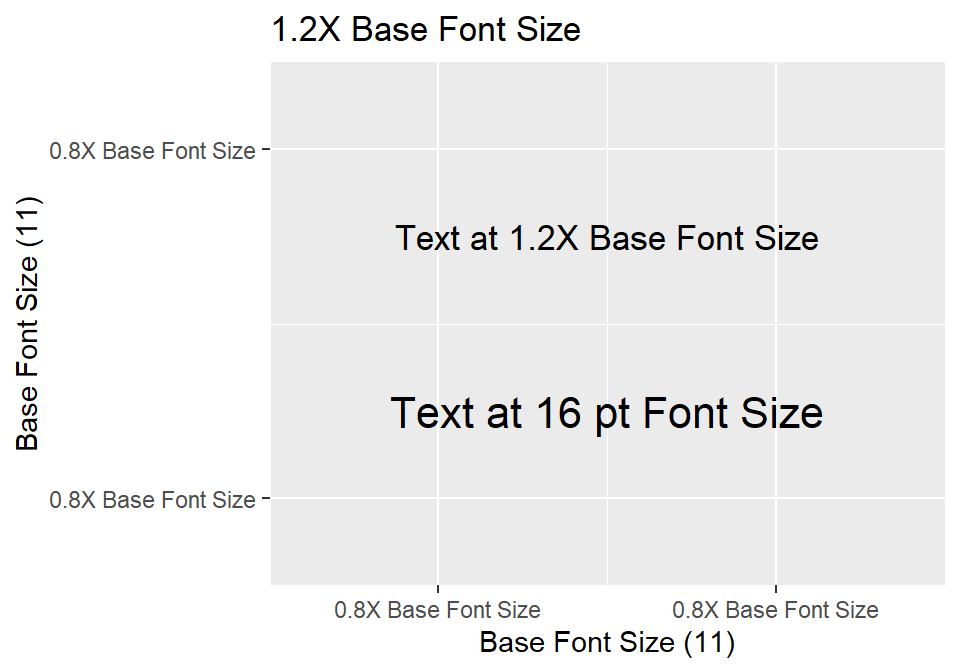 1.2X Base Font Size
0.8X Base Font Size
Base Font Size (11)
Text at 1.2X Base Font Size
Text at 16 pt Font Size
0.8X Base Font Size
0.8X Base Font Size
0.8X Base Font Size
Base Font Size (11)